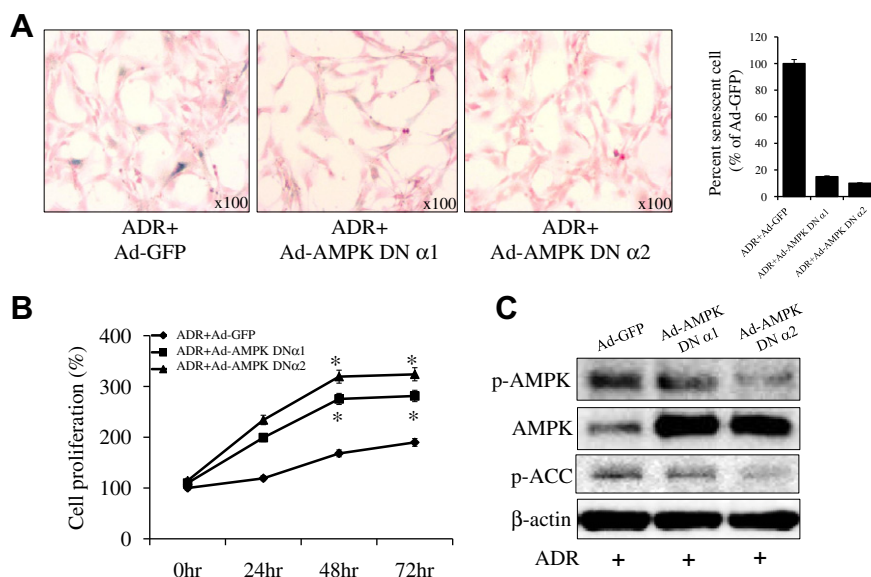 A
x100
x100
x100
ADR+
Ad-GFP
ADR+
Ad-AMPK DN α1
ADR+
Ad-AMPK DN α2
Percent senescent cell
(% of Ad-GFP)
120
100
80
60
40
20
0
ADR+Ad-GFP
ADR+Ad-AMPK DN α1
ADR+Ad-AMPK DN α2
B
Cell proliferation (%)
400
300
200
100
0
ADR+Ad-GFP
ADR+Ad-AMPK DNα1
ADR+Ad-AMPK DNα2
* *
* *
0hr 24hr 48hr 72hr
C
Ad-GFP
Ad-AMPK
DN α1
Ad-AMPK
DN α2
p-AMPK
AMPK
p-ACC
β-actin
ADR + + +